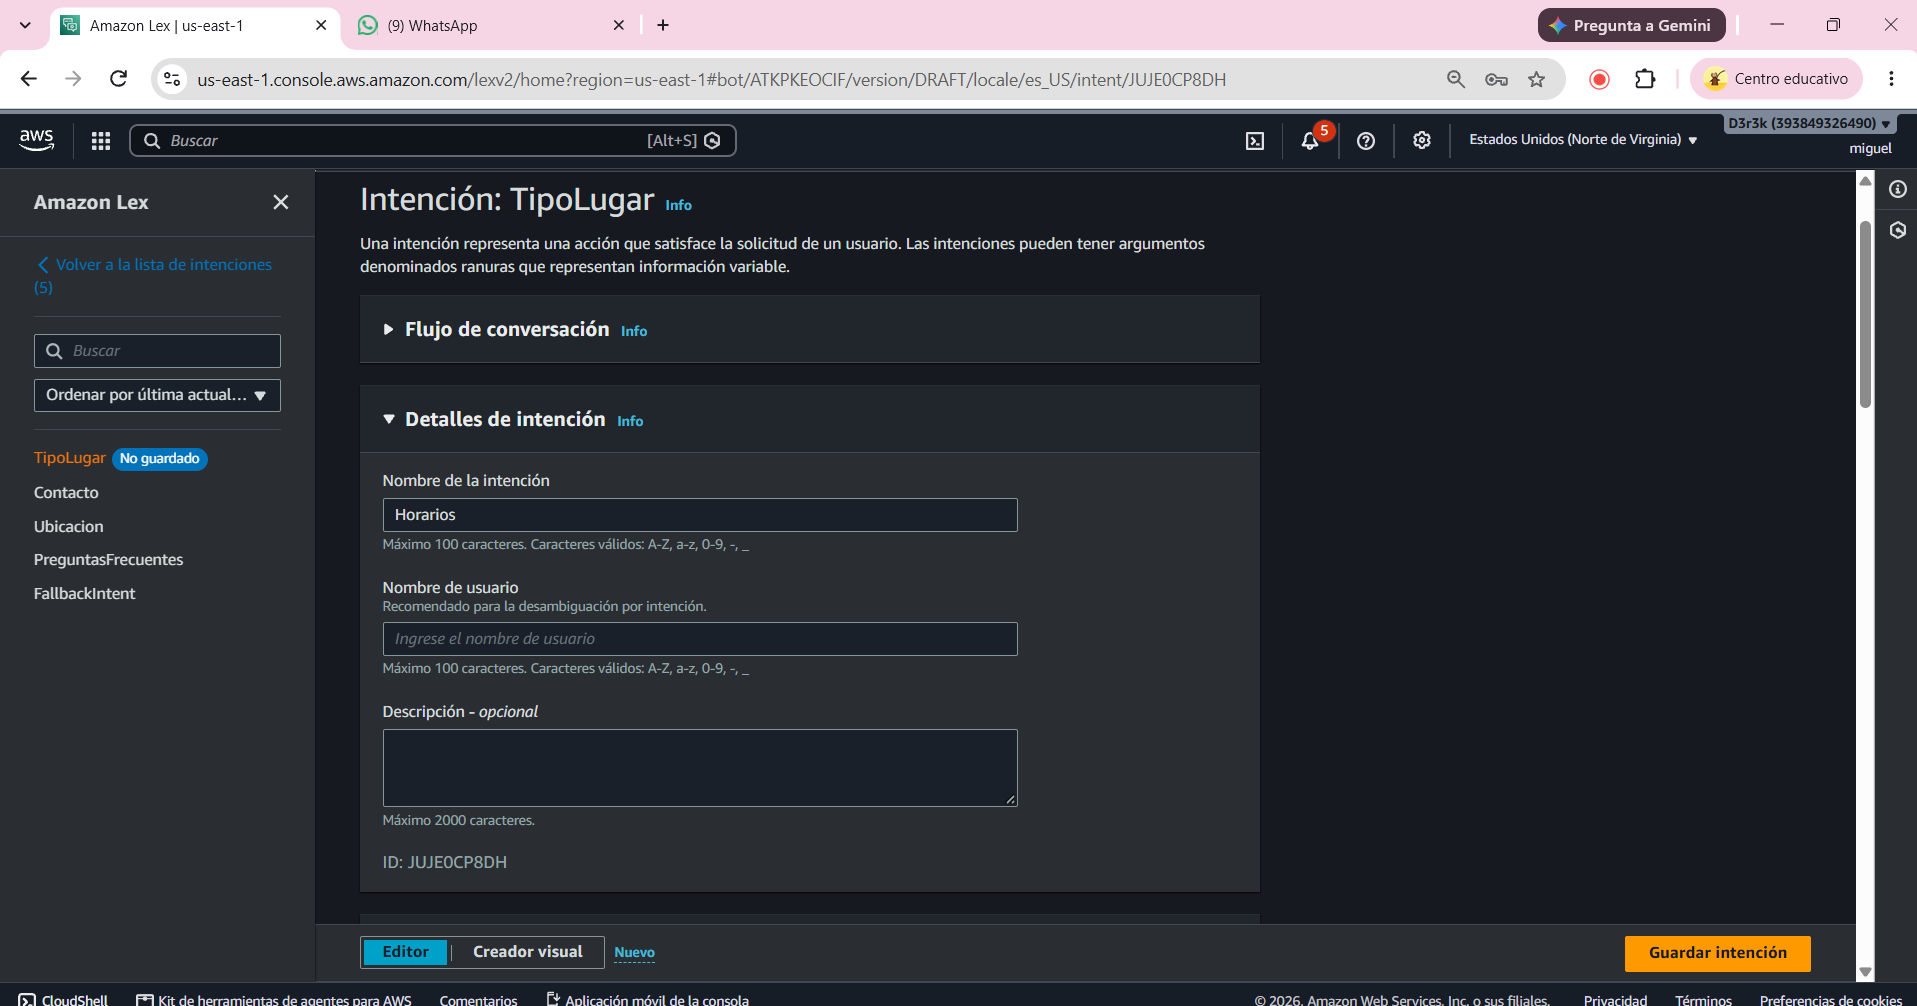 Amazon Lex | us-east-1
(9) WhatsApp
Pregunta a Gemini
us-east-1.console.aws.amazon.com/lexv2/home?region=us-east-1#bot/ATKPKEOCIF/version/DRAFT/locale/es_US/intent/JUJE0CP8DH
Centro educativo
aws
Buscar
[Alt+S]
5
Estados Unidos (Norte de Virginia)
D3r3k (393849326490)
miguel
Amazon Lex
Volver a la lista de intenciones
(5)
Buscar
Ordenar por última actual...
TipoLugar No guardado
Contacto
Ubicacion
PreguntasFrecuentes
FallbackIntent
Intención: TipoLugar Info
Una intención representa una acción que satisface la solicitud de un usuario. Las intenciones pueden tener argumentos
denominados ranuras que representan información variable.
Flujo de conversación Info
Detalles de intención Info
Nombre de la intención
Horarios
Máximo 100 caracteres. Caracteres válidos: A-Z, a-z, 0-9, -, _
Nombre de usuario
Recomendado para la desambiguación por intención.
Ingrese el nombre de usuario
Máximo 100 caracteres. Caracteres válidos: A-Z, a-z, 0-9, -, _
Descripción - opcional
Máximo 2000 caracteres.
ID: JUJE0CP8DH
Editor
Creador visual
Nuevo
Guardar intención
CloudShell
Kit de herramientas de agentes para AWS
Comentarios
Aplicación móvil de la consola
© 2026, Amazon Web Services, Inc. o sus filiales.
Privacidad
Términos
Preferencias de cookies